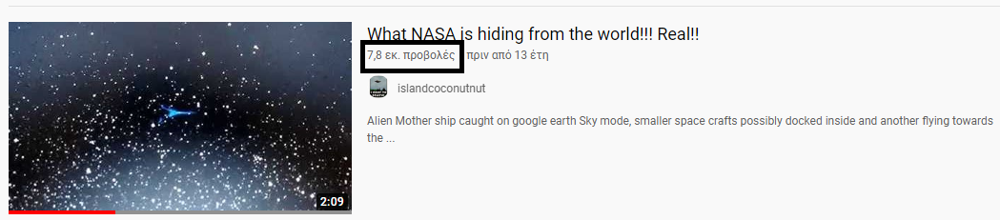 What NASA is hiding from the world!!! Real!!
7,8 εκ. προβολές πριν από 13 έτη
islandcoconutnut
Alien Mother ship caught on google earth Sky mode, smaller space crafts possibly docked inside and another flying towards
the ...
2:09